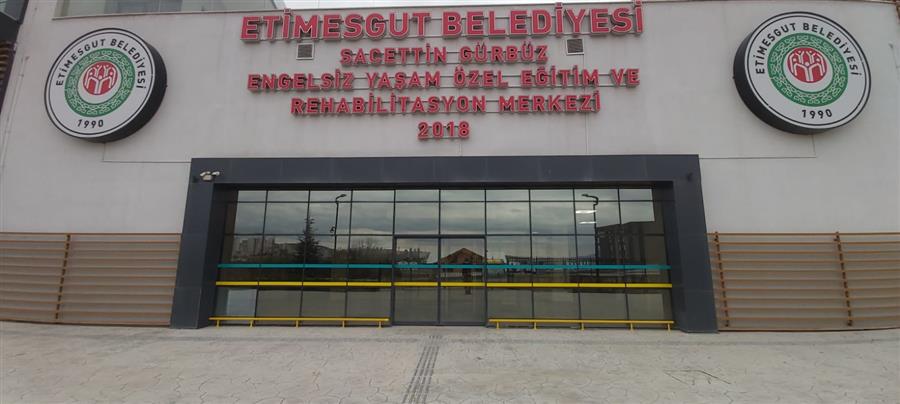 ETİMESGUT BELEDİYESİ
SACETTİN GÜRBÜZ
ENGELSİZ YAŞAM ÖZEL EĞİTİM VE
REHABİLİTASYON MERKEZİ
2018
ETİMESGUT BELEDİYESİ
1990
ETİMESGUT BELEDİYESİ
1990